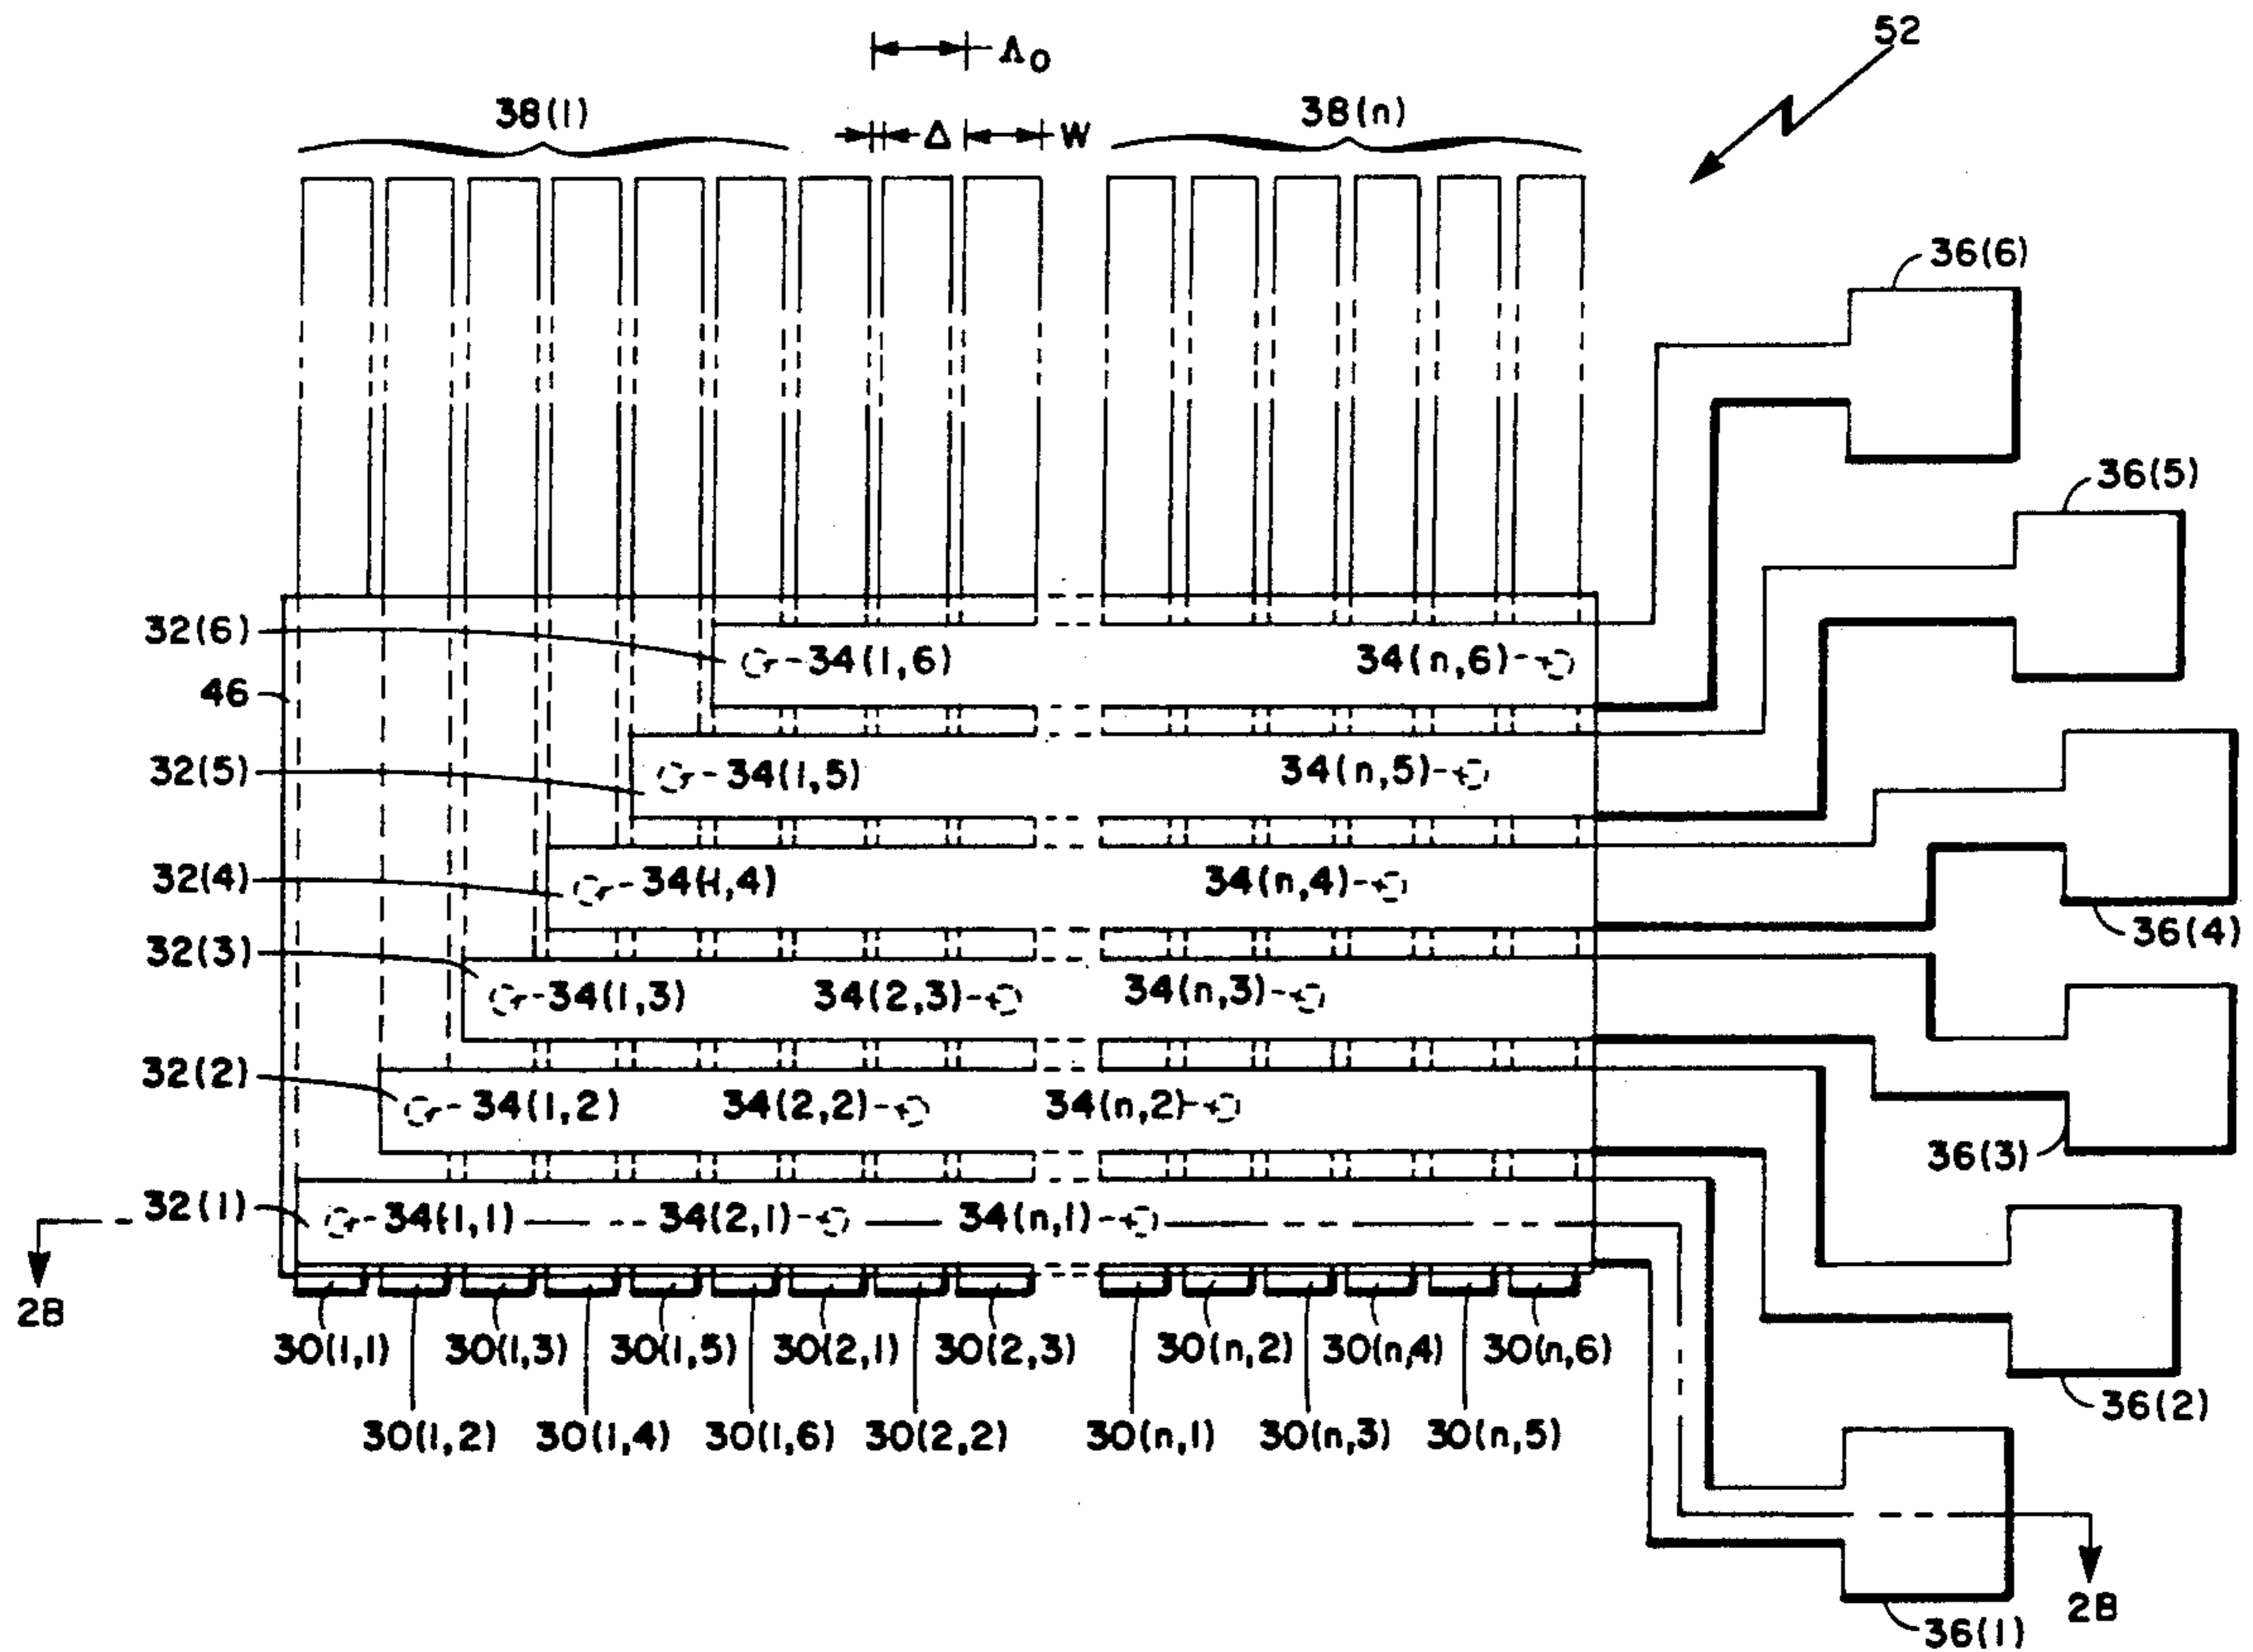 52
Λo
38(1)
Δ
W
38(n)
36(6)
36(5)
32(6)
34(1,6)
34(n,6)
46
32(5)
34(1,5)
34(n,5)
32(4)
34(1,4)
34(n,4)
36(4)
32(3)
34(1,3)
34(2,3)
34(n,3)
32(2)
34(1,2)
34(2,2)
34(n,2)
36(3)
32(1)
34(1,1)
34(2,1)
34(n,1)
2B
30(1,1)
30(1,3)
30(1,5)
30(2,1)
30(2,3)
30(n,2)
30(n,4)
30(n,6)
36(2)
30(1,2)
30(1,4)
30(1,6)
30(2,2)
30(n,1)
30(n,3)
30(n,5)
2B
36(1)